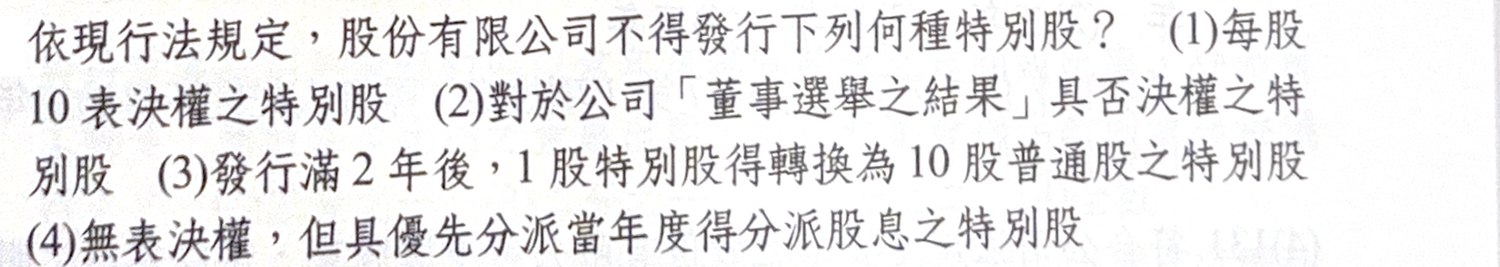 依現行法規定，股份有限公司不得發行下列何種特別股？　(1)每股
10 表決權之特別股　(2)對於公司「董事選舉之結果」具否決權之特
別股　(3)發行滿 2 年後，1 股特別股得轉換為 10 股普通股之特別股
(4)無表決權，但具優先分派當年度得分派股息之特別股